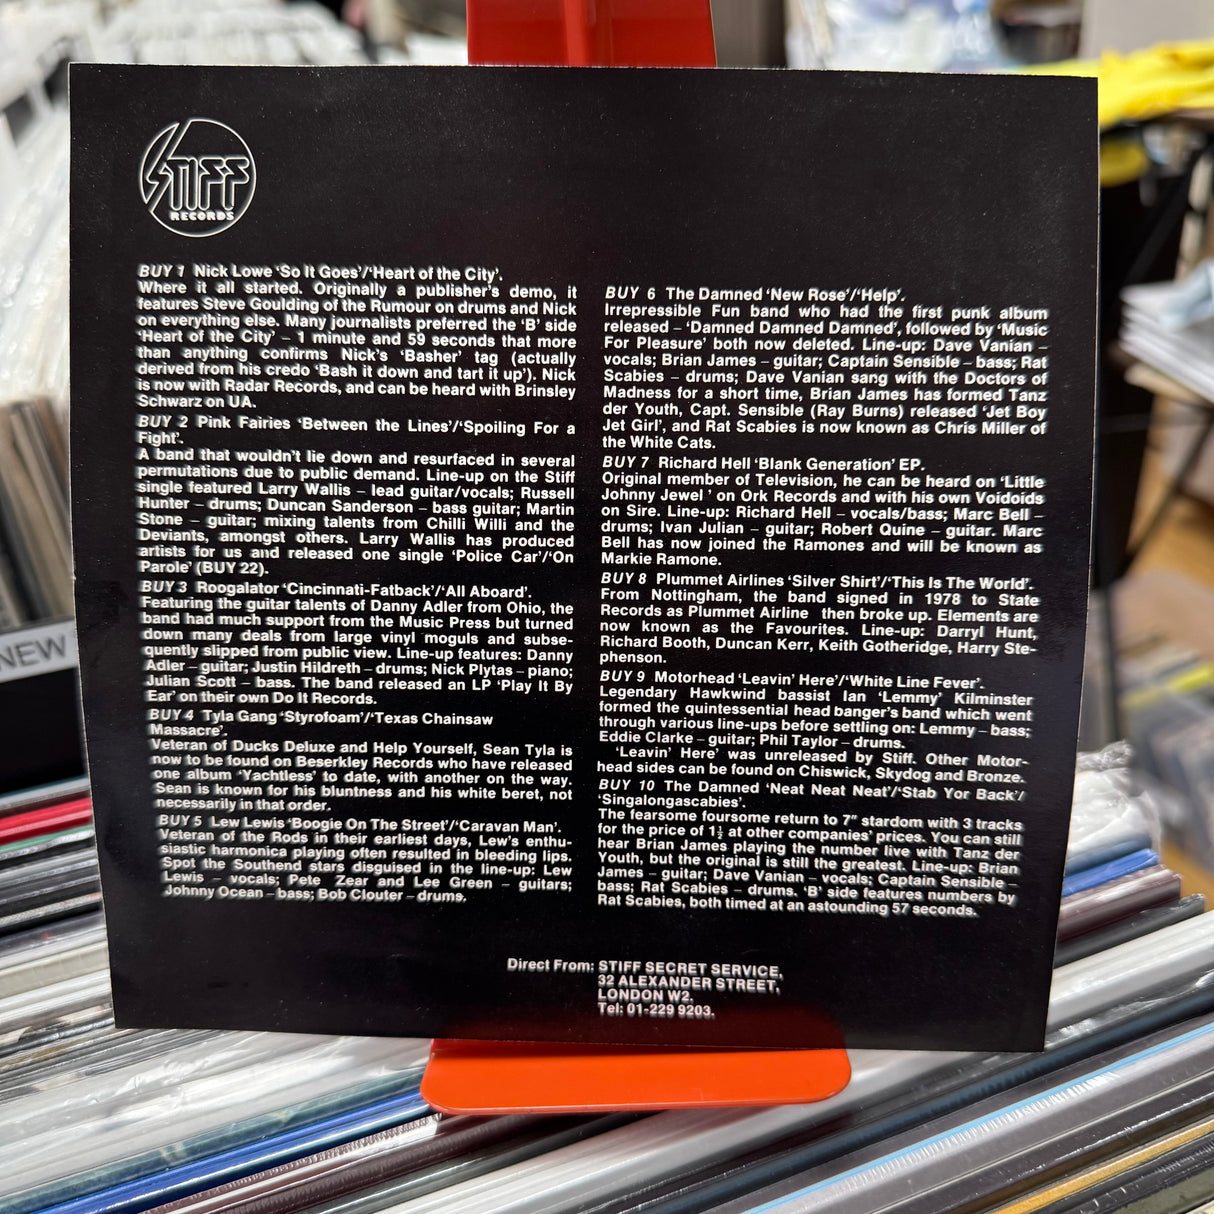 STIFF
RECORDS
BUY 1 Nick Lowe ‘So It Goes’/‘Heart of the City’.
Where it all started. Originally a publisher’s demo, it
features Steve Goulding of the Rumour on drums and Nick
on everything else. Many journalists preferred the ‘B’ side
‘Heart of the City’ – 1 minute and 59 seconds that more
than anything confirms Nick’s ‘Basher’ tag (actually
derived from his credo ‘Bash it down and tart it up’). Nick
is now with Radar Records, and can be heard with Brinsley
Schwarz on UA.
BUY 2 Pink Fairies ‘Between the Lines’/‘Spoiling For a
Fight’.
A band that wouldn’t lie down and resurfaced in several
permutations due to public demand. Line-up on the Stiff
single featured Larry Wallis – lead guitar/vocals; Russell
Hunter – drums; Duncan Sanderson – bass guitar; Martin
Stone – guitar; mixing talents from Chilli Willi and the
Deviants, amongst others. Larry Wallis has produced
artists for us and released one single ‘Police Car’/‘On
Parole’ (BUY 22).
BUY 3 Roogalator ‘Cincinnati-Fatback’/‘All Aboard’.
Featuring the guitar talents of Danny Adler from Ohio, the
band had much support from the Music Press but turned
down many deals from large vinyl moguls and subse-
quently slipped from public view. Line-up features: Danny
Adler – guitar; Justin Hildreth – drums; Nick Plytas – piano;
Julian Scott – bass. The band released an LP ‘Play It By
Ear’ on their own Do It Records.
BUY 4 Tyla Gang ‘Styrofoam’/‘Texas Chainsaw
Massacre’.
Veteran of Ducks Deluxe and Help Yourself, Sean Tyla is
now to be found on Beserkley Records who have released
one album ‘Yachtless’ to date, with another on the way.
Sean is known for his bluntness and his white beret, not
necessarily in that order.
BUY 5 Lew Lewis ‘Boogie On The Street’/‘Caravan Man’.
Veteran of the Rods in their earliest days, Lew’s enthu-
siastic harmonica playing often resulted in bleeding lips.
Spot the Southend stars disguised in the line-up: Lew
Lewis – vocals; Pete Zear and Lee Green – guitars;
Johnny Ocean – bass; Bob Clouter – drums.
BUY 6 The Damned ‘New Rose’/‘Help’.
Irrepressible Fun band who had the first punk album
released – ‘Damned Damned Damned’, followed by ‘Music
For Pleasure’ both now deleted. Line-up: Dave Vanian –
vocals; Brian James – guitar; Captain Sensible – bass; Rat
Scabies – drums; Dave Vanian sang with the Doctors of
Madness for a short time, Brian James has formed Tanz
der Youth, Capt. Sensible (Ray Burns) released ‘Jet Boy
Jet Girl’, and Rat Scabies is now known as Chris Miller of
the White Cats.
BUY 7 Richard Hell ‘Blank Generation’ EP.
Original member of Television, he can be heard on ‘Little
Johnny Jewel ’ on Ork Records and with his own Voidoids
on Sire. Line-up: Richard Hell – vocals/bass; Marc Bell –
drums; Ivan Julian – guitar; Robert Quine – guitar. Marc
Bell has now joined the Ramones and will be known as
Markie Ramone.
BUY 8 Plummet Airlines ‘Silver Shirt’/‘This Is The World’.
From Nottingham, the band signed in 1978 to State
Records as Plummet Airline then broke up. Elements are
now known as the Favourites. Line-up: Darryl Hunt,
Richard Booth, Duncan Kerr, Keith Gotheridge, Harry Ste-
phenson.
BUY 9 Motorhead ‘Leavin’ Here’/‘White Line Fever’.
Legendary Hawkwind bassist Ian ‘Lemmy’ Kilminster
formed the quintessential head banger’s band which went
through various line-ups before settling on: Lemmy – bass;
Eddie Clarke – guitar; Phil Taylor – drums.
‘Leavin’ Here’ was unreleased by Stiff. Other Motor-
head sides can be found on Chiswick, Skydog and Bronze.
BUY 10 The Damned ‘Neat Neat Neat’/‘Stab Yor Back’/
‘Singalongascabies’.
The fearsome foursome return to 7" stardom with 3 tracks
for the price of 1½ at other companies’ prices. You can still
hear Brian James playing the number live with Tanz der
Youth, but the original is still the greatest. Line-up: Brian
James – guitar; Dave Vanian – vocals; Captain Sensible –
bass; Rat Scabies – drums. ‘B’ side features numbers by
Rat Scabies, both timed at an astounding 57 seconds.
Direct From: STIFF SECRET SERVICE,
32 ALEXANDER STREET,
LONDON W2.
Tel: 01-229 9203.
NEW